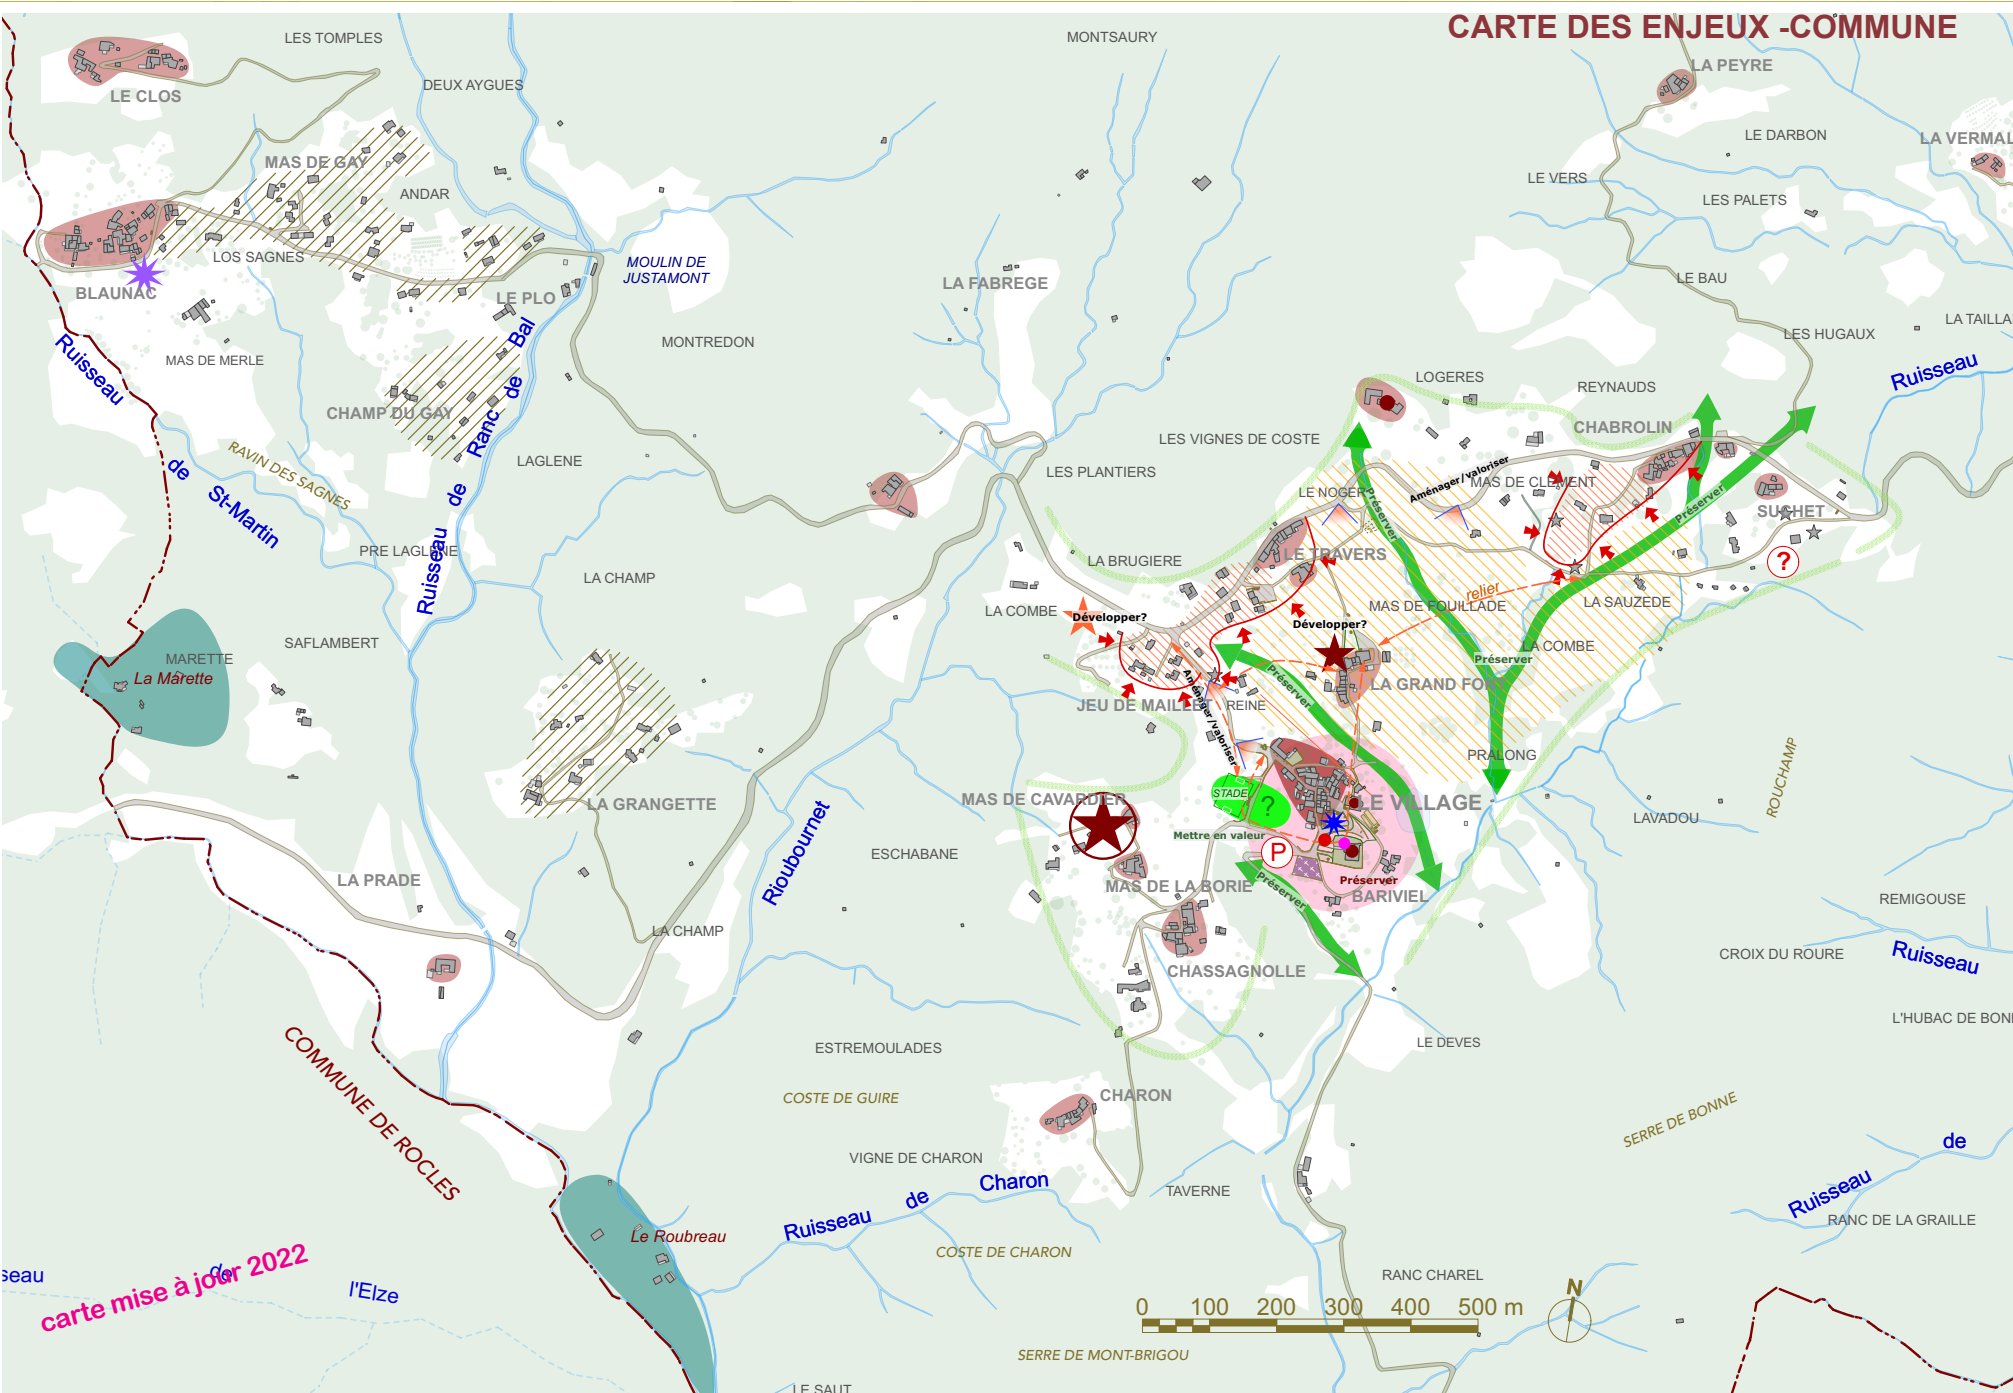 CARTE DES ENJEUX -COMMUNE
LES TOMPLES
MONTSAURY
LA PEYRE
DEUX AYGUES
LE CLOS
LE DARBON
LA VERMAL
MAS DE GAY
LE VERS
ANDAR
LES PALETS
LOS SAGNES
MOULIN DE
JUSTAMONT
BLAUNAC
LE PLO
LA FABREGE
LE BAU
LES HUGAUX
LA TAILLA
MONTREDON
MAS DE MERLE
Ruisseau
de
St-Martin
Ruisseau
LOGERES
REYNAUDS
CHAMP DU GAY
Ruisseau de Ranc de Bal
CHABROLIN
LES VIGNES DE COSTE
RAVIN DES SAGNES
LAGLENE
LES PLANTIERS
Aménager/valoriser
MAS DE CLEMENT
LE NOGER
Préserver
Préserver
SUCHET
PRE LAGLENE
LE TRAVERS
LA BRUGIERE
?
LA CHAMP
relier
LA COMBE
Développer?
MAS DE FOUILLADE
LA SAUZEDE
Développer?
SAFLAMBERT
LA COMBE
MARETTE
La Marette
Préserver
Préserver
LA GRAND FONT
JEU DE MAILLET
REINE
Aménager/valoriser
PRALONG
ROUCHAMP
STADE
?
LE VILLAGE
LA GRANGETTE
MAS DE CAVARDIER
LAVADOU
Mettre en valeur
P
Rioubournet
ESCHABANE
LA PRADE
Préserver
Préserver
MAS DE LA BORIE
BARIVIEL
REMIGOUSE
LA CHAMP
CROIX DU ROURE
Ruisseau
CHASSAGNOLLE
L'HUBAC DE BON
COMMUNE DE ROCLES
ESTREMOULADES
LE DEVES
COSTE DE GUIRE
CHARON
SERRE DE BONNE
VIGNE DE CHARON
de
Ruisseau
Ruisseau de Charon
TAVERNE
RANC DE LA GRAILLE
Le Roubreau
COSTE DE CHARON
seau
de
l'Elze
carte mise à jour 2022
RANC CHAREL
N
0 100 200 300 400 500 m
SERRE DE MONT-BRIGOU
LE SAUT